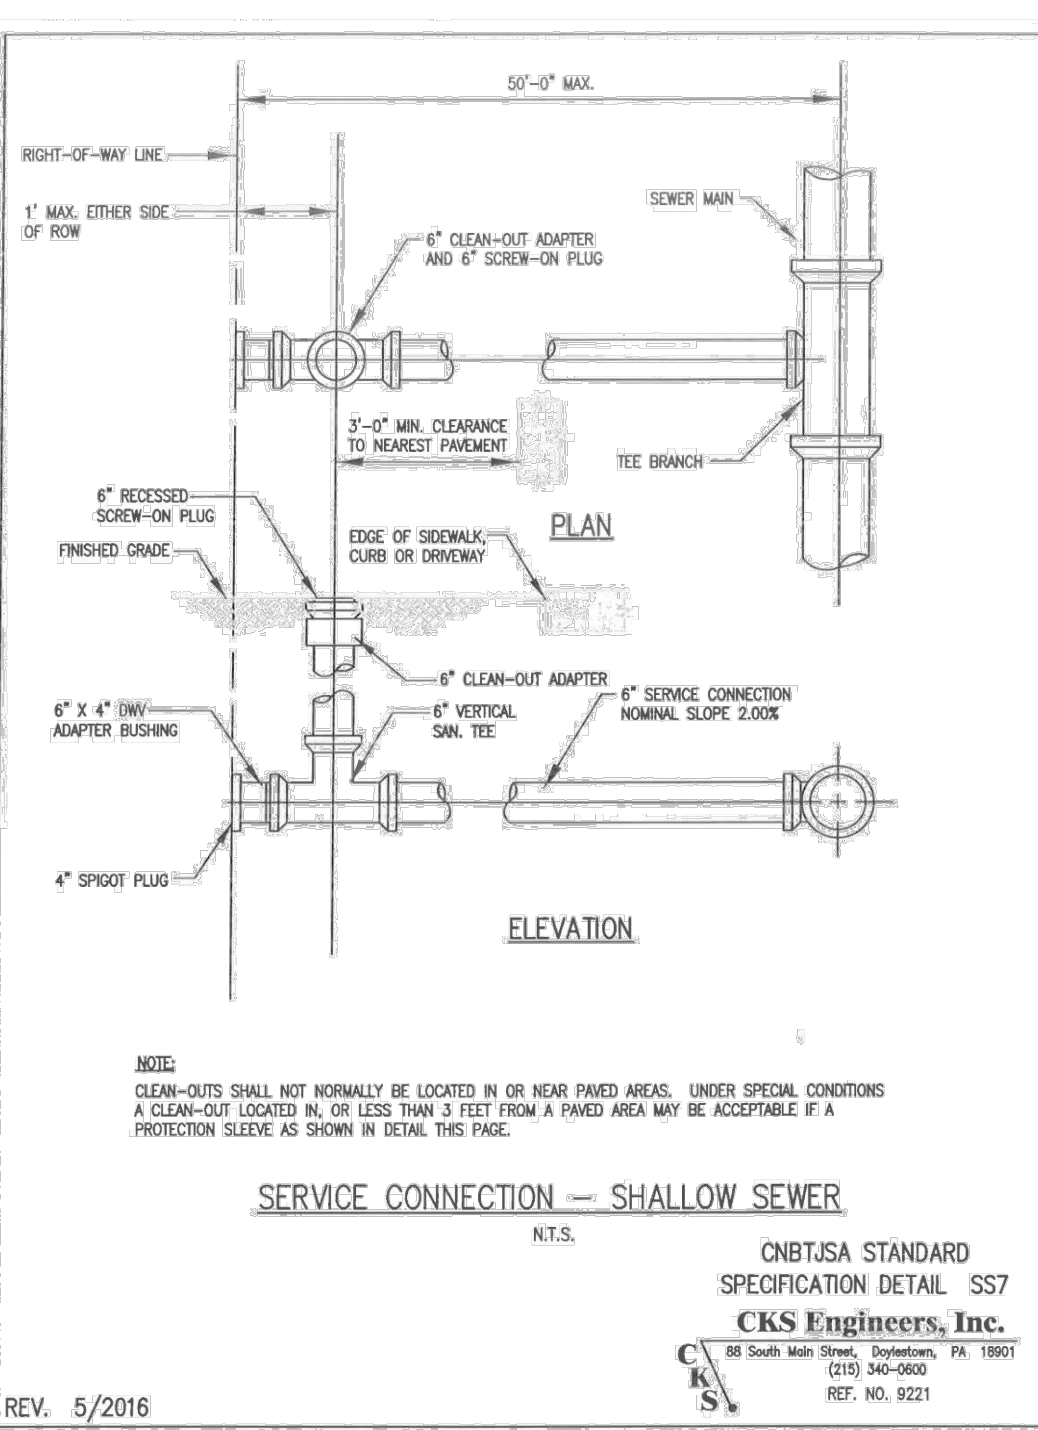 50'-0" MAX.
RIGHT-OF-WAY LINE
1' MAX. EITHER SIDE
OF ROW
SEWER MAIN
6" CLEAN-OUT ADAPTER
AND 6" SCREW-ON PLUG
3'-0" MIN. CLEARANCE
TO NEAREST PAVEMENT
TEE BRANCH
6" RECESSED
SCREW-ON PLUG
PLAN
FINISHED GRADE
EDGE OF SIDEWALK,
CURB OR DRIVEWAY
6" CLEAN-OUT ADAPTER
6" SERVICE CONNECTION
NOMINAL SLOPE 2.00%
6" X 4" DWV
ADAPTER BUSHING
6" VERTICAL
SAN. TEE
4" SPIGOT PLUG
ELEVATION
NOTE:
CLEAN-OUTS SHALL NOT NORMALLY BE LOCATED IN OR NEAR PAVED AREAS. UNDER SPECIAL CONDITIONS
A CLEAN-OUT LOCATED IN, OR LESS THAN 3 FEET FROM A PAVED AREA MAY BE ACCEPTABLE IF A
PROTECTION SLEEVE AS SHOWN IN DETAIL THIS PAGE.
SERVICE CONNECTION - SHALLOW SEWER
N.T.S.
CNBTJSA STANDARD
SPECIFICATION DETAIL SS7
CKS Engineers, Inc.
88 South Main Street, Doylestown, PA 18901
(215) 340-0600
REF. NO. 9221
CKS
REV. 5/2016